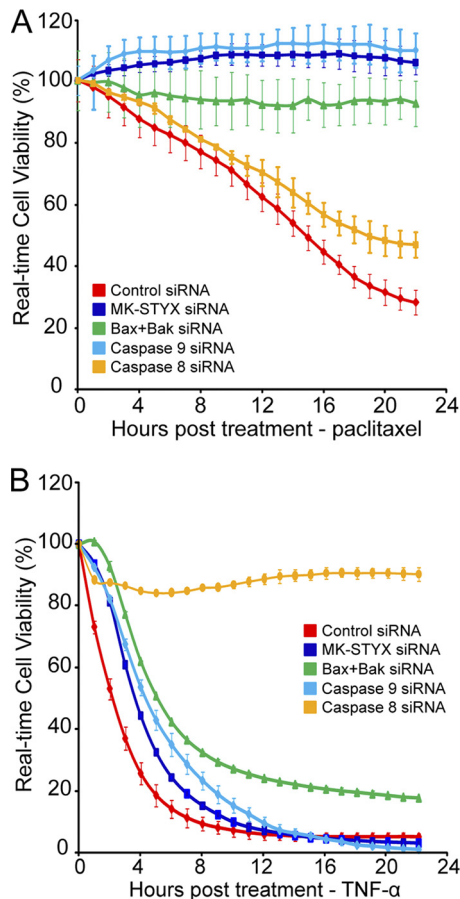 A
Real-time Cell Viability (%)
120
100
80
60
40
20
0
Control siRNA
MK-STYX siRNA
Bax+Bak siRNA
Caspase 9 siRNA
Caspase 8 siRNA
0 4 8 12 16 20 24
Hours post treatment - paclitaxel
B
Real-time Cell Viability (%)
120
100
80
60
40
20
0
Control siRNA
MK-STYX siRNA
Bax+Bak siRNA
Caspase 9 siRNA
Caspase 8 siRNA
0 4 8 12 16 20 24
Hours post treatment - TNF-α